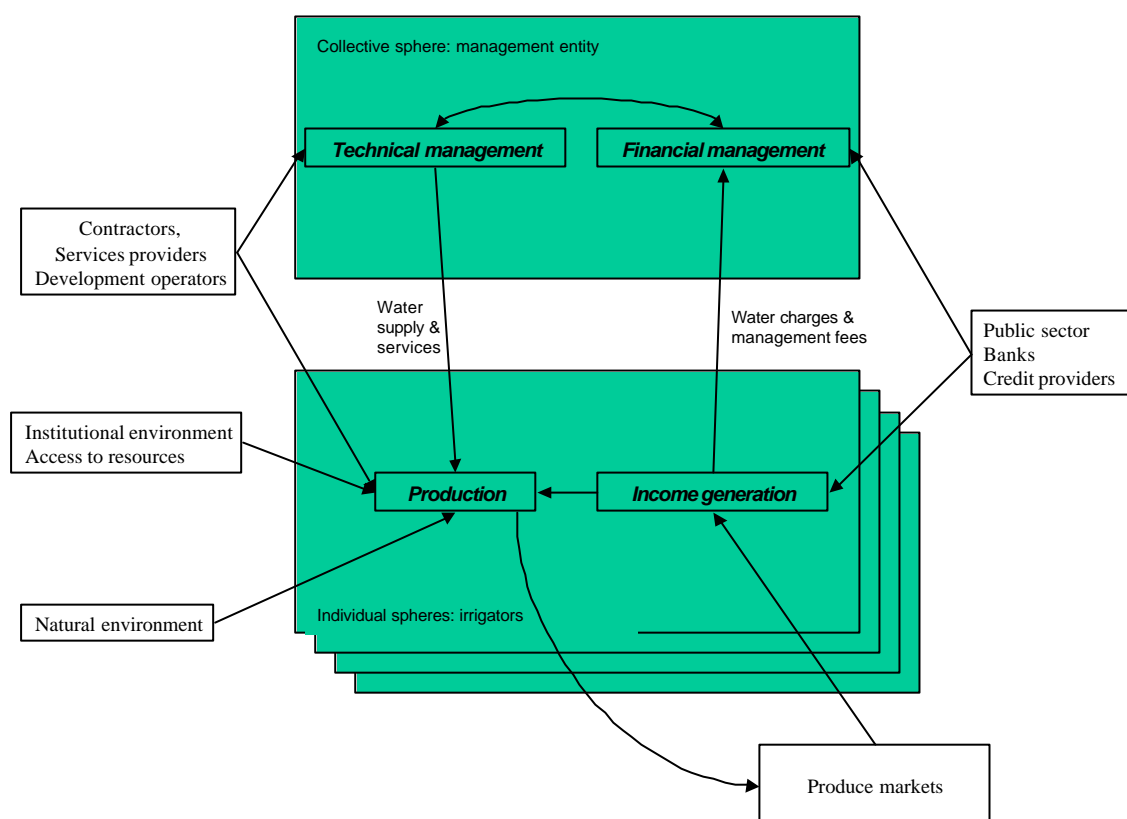 Collective sphere: management entity
Technical management
Financial management
Contractors,
Services providers
Development operators
Water
supply &
services
Water charges &
management fees
Public sector
Banks
Credit providers
Institutional environment
Access to resources
Production
Income generation
Natural environment
Individual spheres: irrigators
Produce markets